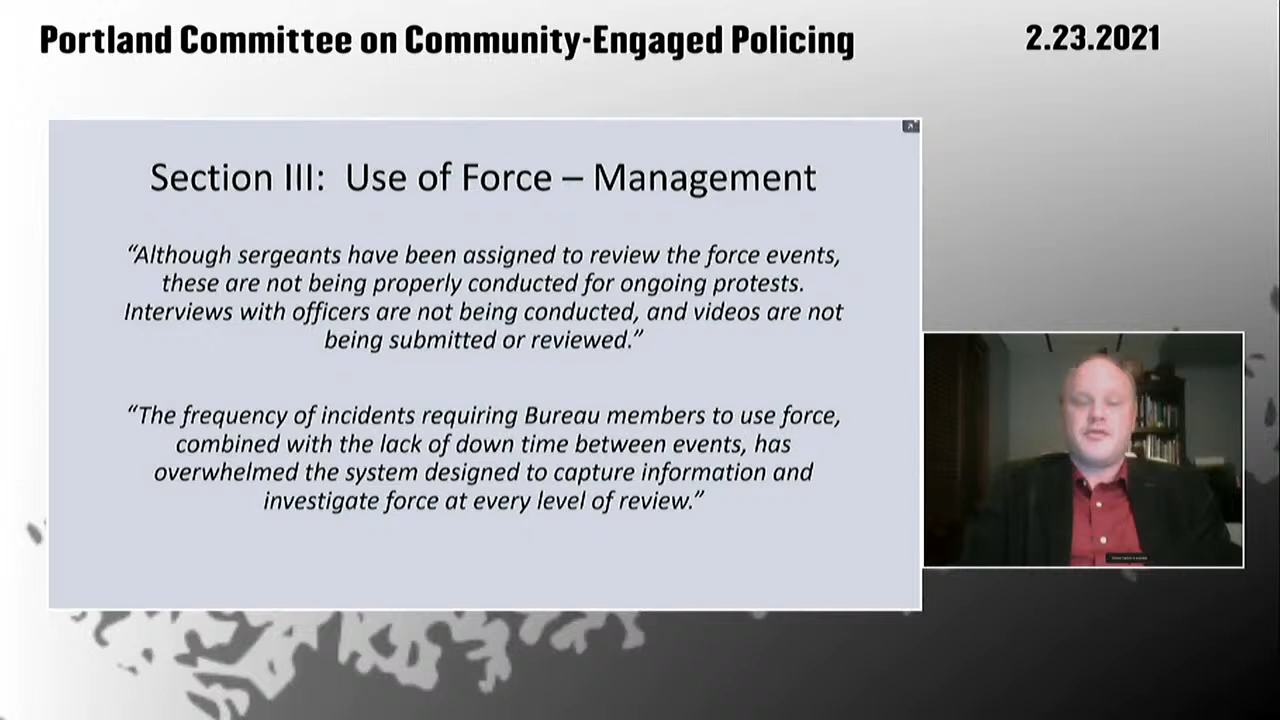 Portland Committee on Community-Engaged Policing
2.23.2021
Section III: Use of Force – Management
“Although sergeants have been assigned to review the force events,
these are not being properly conducted for ongoing protests.
Interviews with officers are not being conducted, and videos are not
being submitted or reviewed.”
“The frequency of incidents requiring Bureau members to use force,
combined with the lack of down time between events, has
overwhelmed the system designed to capture information and
investigate force at every level of review.”